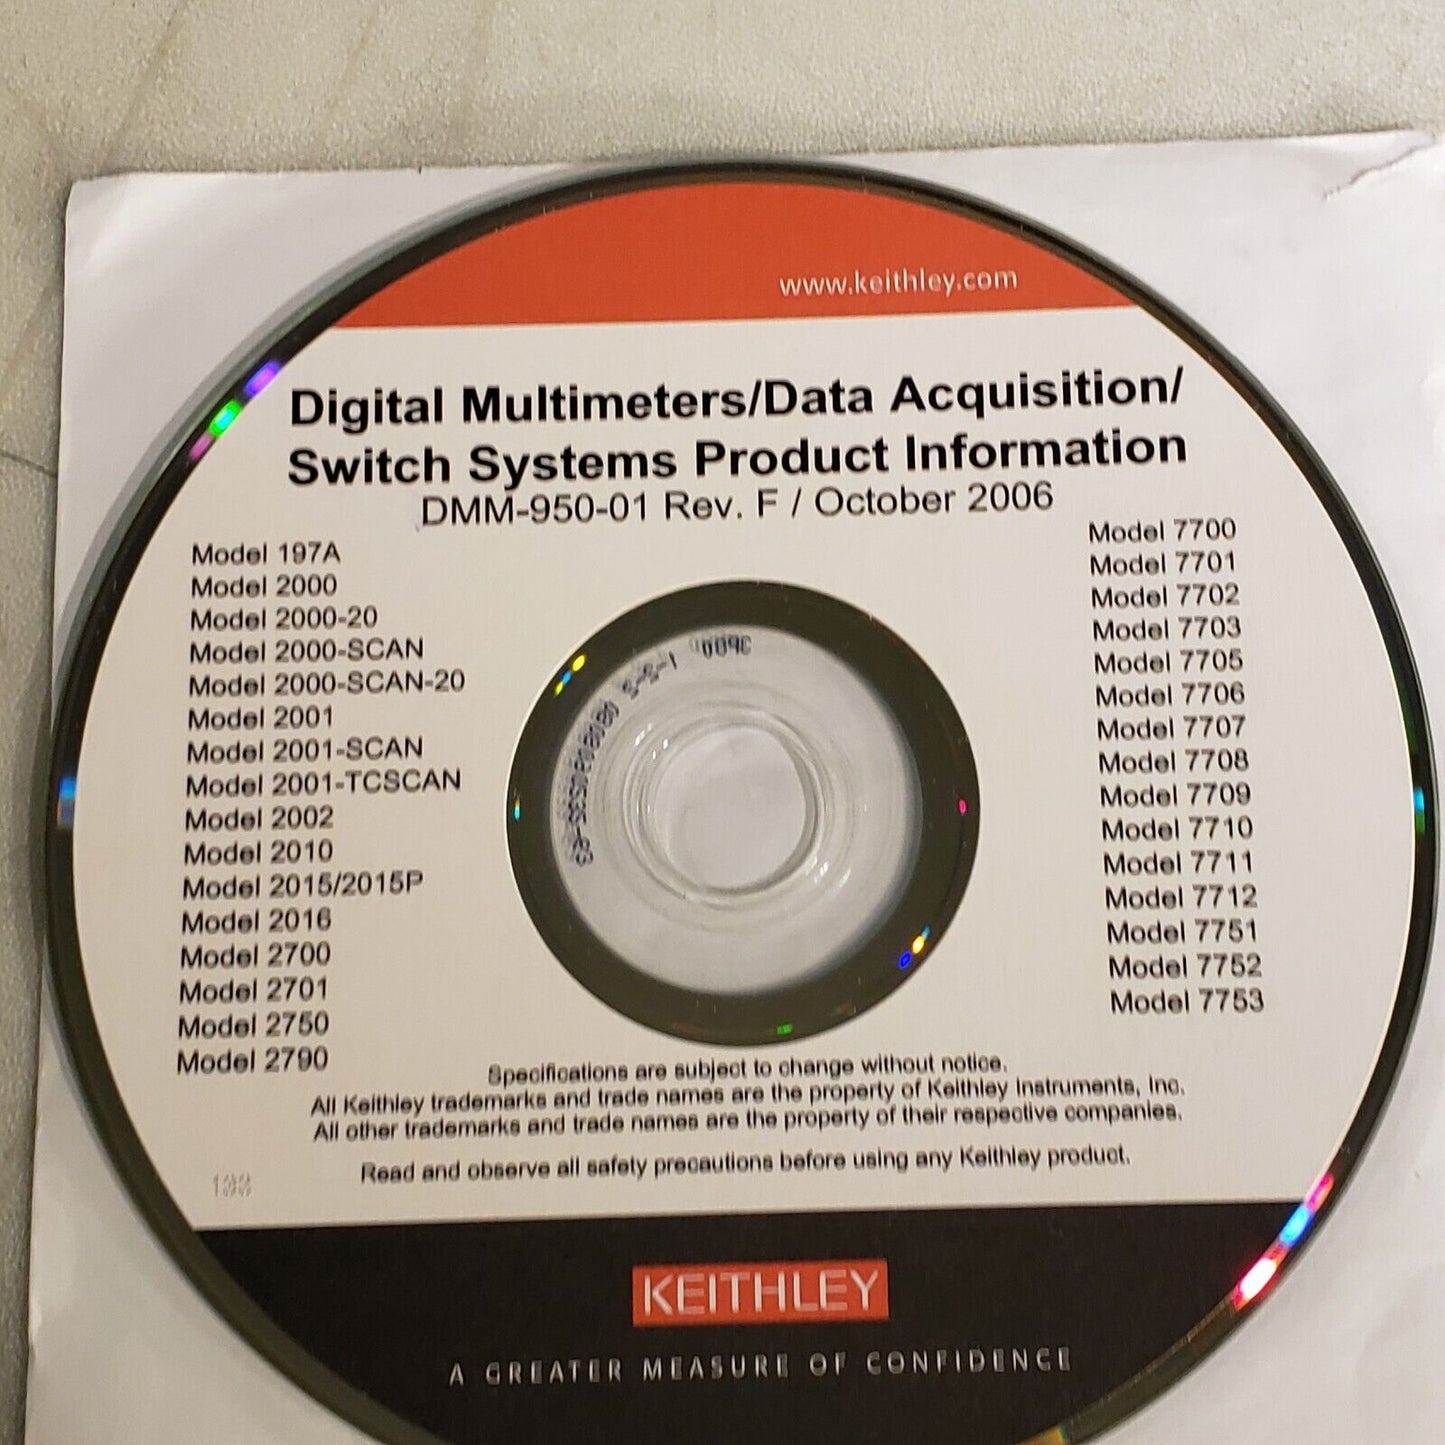 www.keithley.com
Digital Multimeters/Data Acquisition/
Switch Systems Product Information
DMM-950-01 Rev. F / October 2006
Model 197A
Model 2000
Model 2000-20
Model 2000-SCAN
Model 2000-SCAN-20
Model 2001
Model 2001-SCAN
Model 2001-TCSCAN
Model 2002
Model 2010
Model 2015/2015P
Model 2016
Model 2700
Model 2701
Model 2750
Model 2790
Model 7700
Model 7701
Model 7702
Model 7703
Model 7705
Model 7706
Model 7707
Model 7708
Model 7709
Model 7710
Model 7711
Model 7712
Model 7751
Model 7752
Model 7753
Specifications are subject to change without notice.
All Keithley trademarks and trade names are the property of Keithley Instruments, Inc.
All other trademarks and trade names are the property of their respective companies.
Read and observe all safety precautions before using any Keithley product.
KEITHLEY
A GREATER MEASURE OF CONFIDENCE